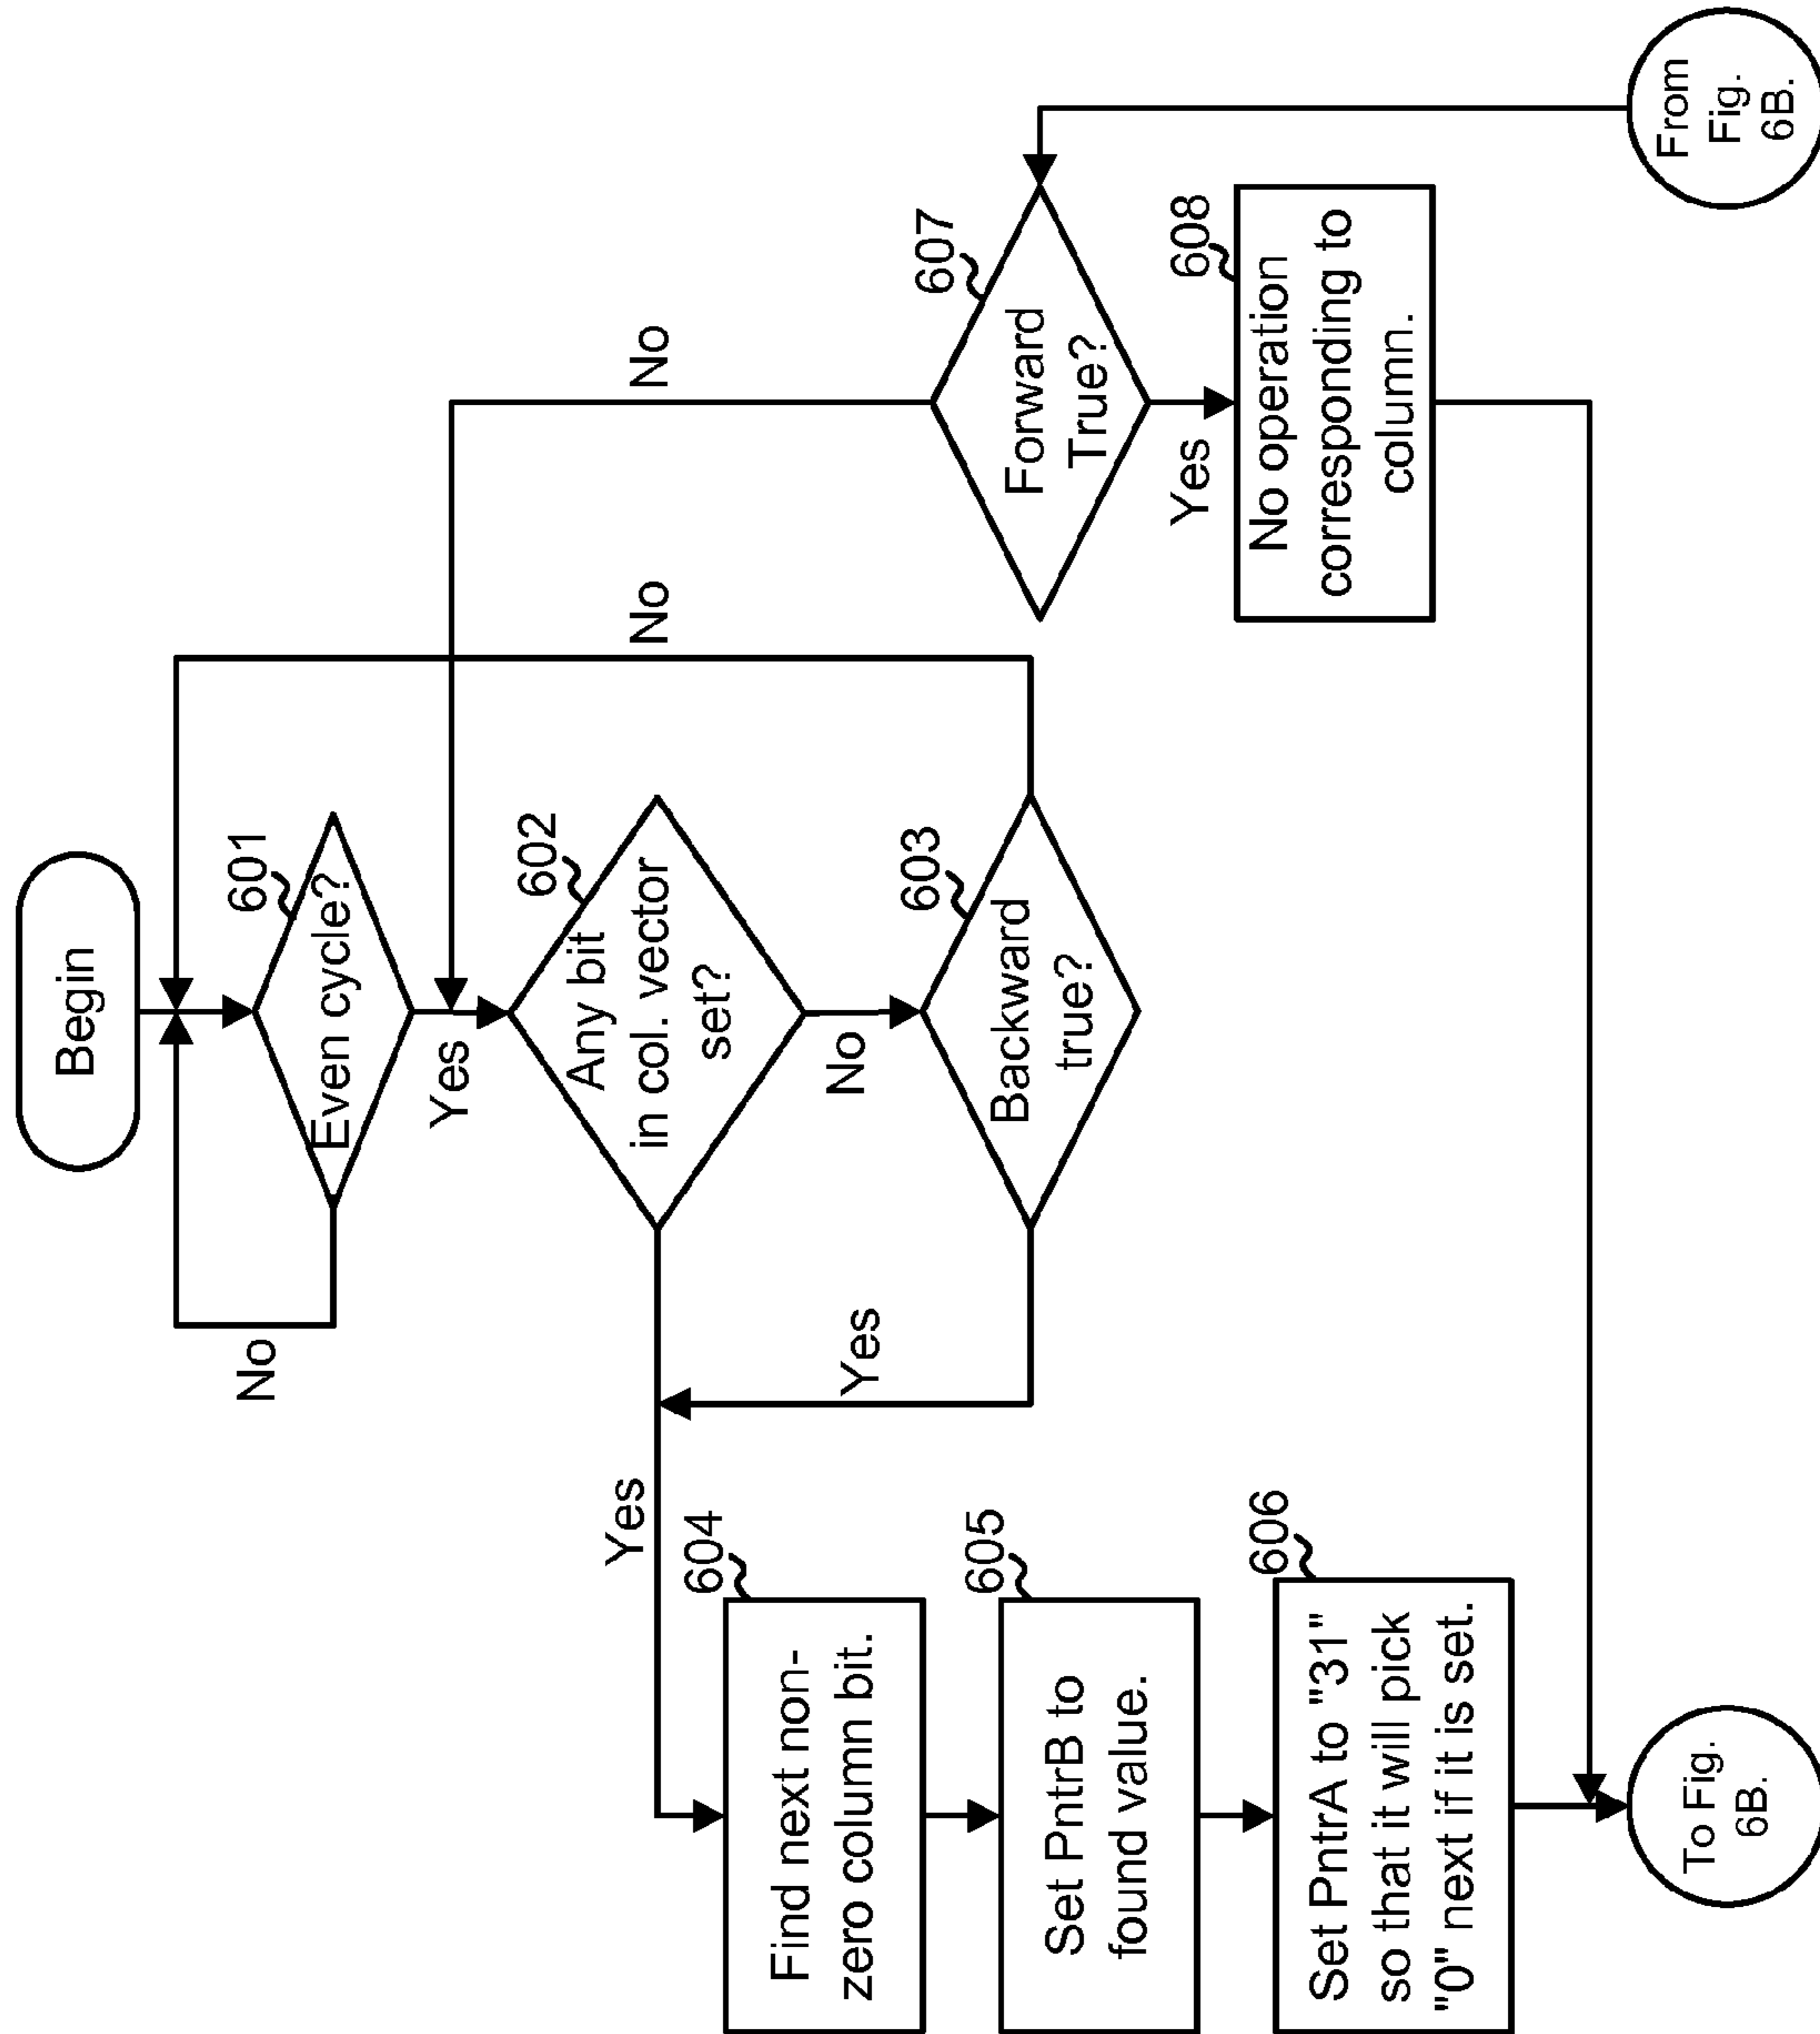 Begin
601
Even cycle?
No
Yes
602
Any bit
in col. vector
set?
No
603
Backward
true?
No
Yes
Yes
604
Find next non-
zero column bit.
605
Set PntrB to
found value.
606
Set PntrA to "31"
so that it will pick
"0" next if it is set.
To Fig.
6B.
No
607
Forward
True?
Yes
608
No operation
corresponding to
column.
From
Fig.
6B.